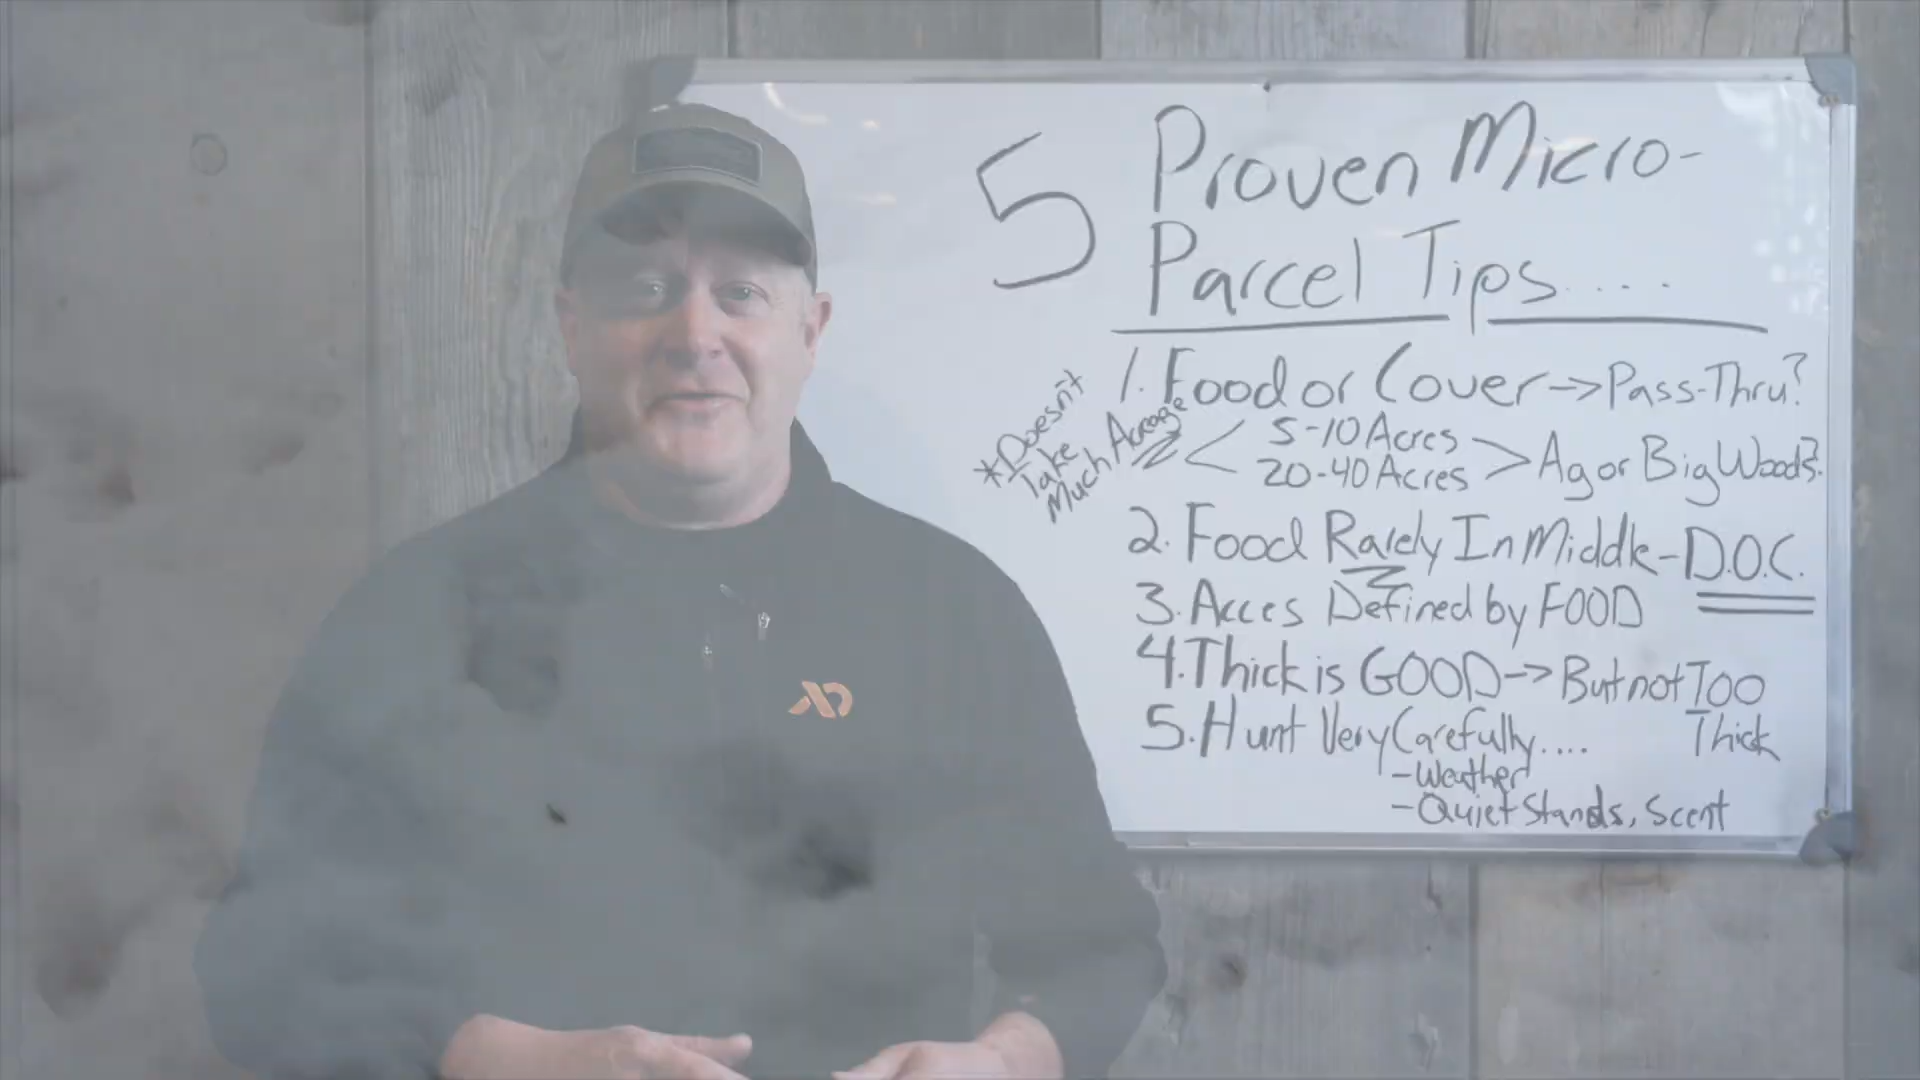 5 Proven Micro-
Parcel Tips....
1. Food or Cover -> Pass-Thru?
*Doesn't
Take
Much Acreage
< 5-10 Acres
20-40 Acres > Ag or Big Woods?
2. Food Rarely In Middle - D.O.C.
3. Acces Defined by FOOD
4. Thick is GOOD -> But not Too
Thick
5. Hunt Very Carefully....
- Weather
- Quiet Stands, Scent